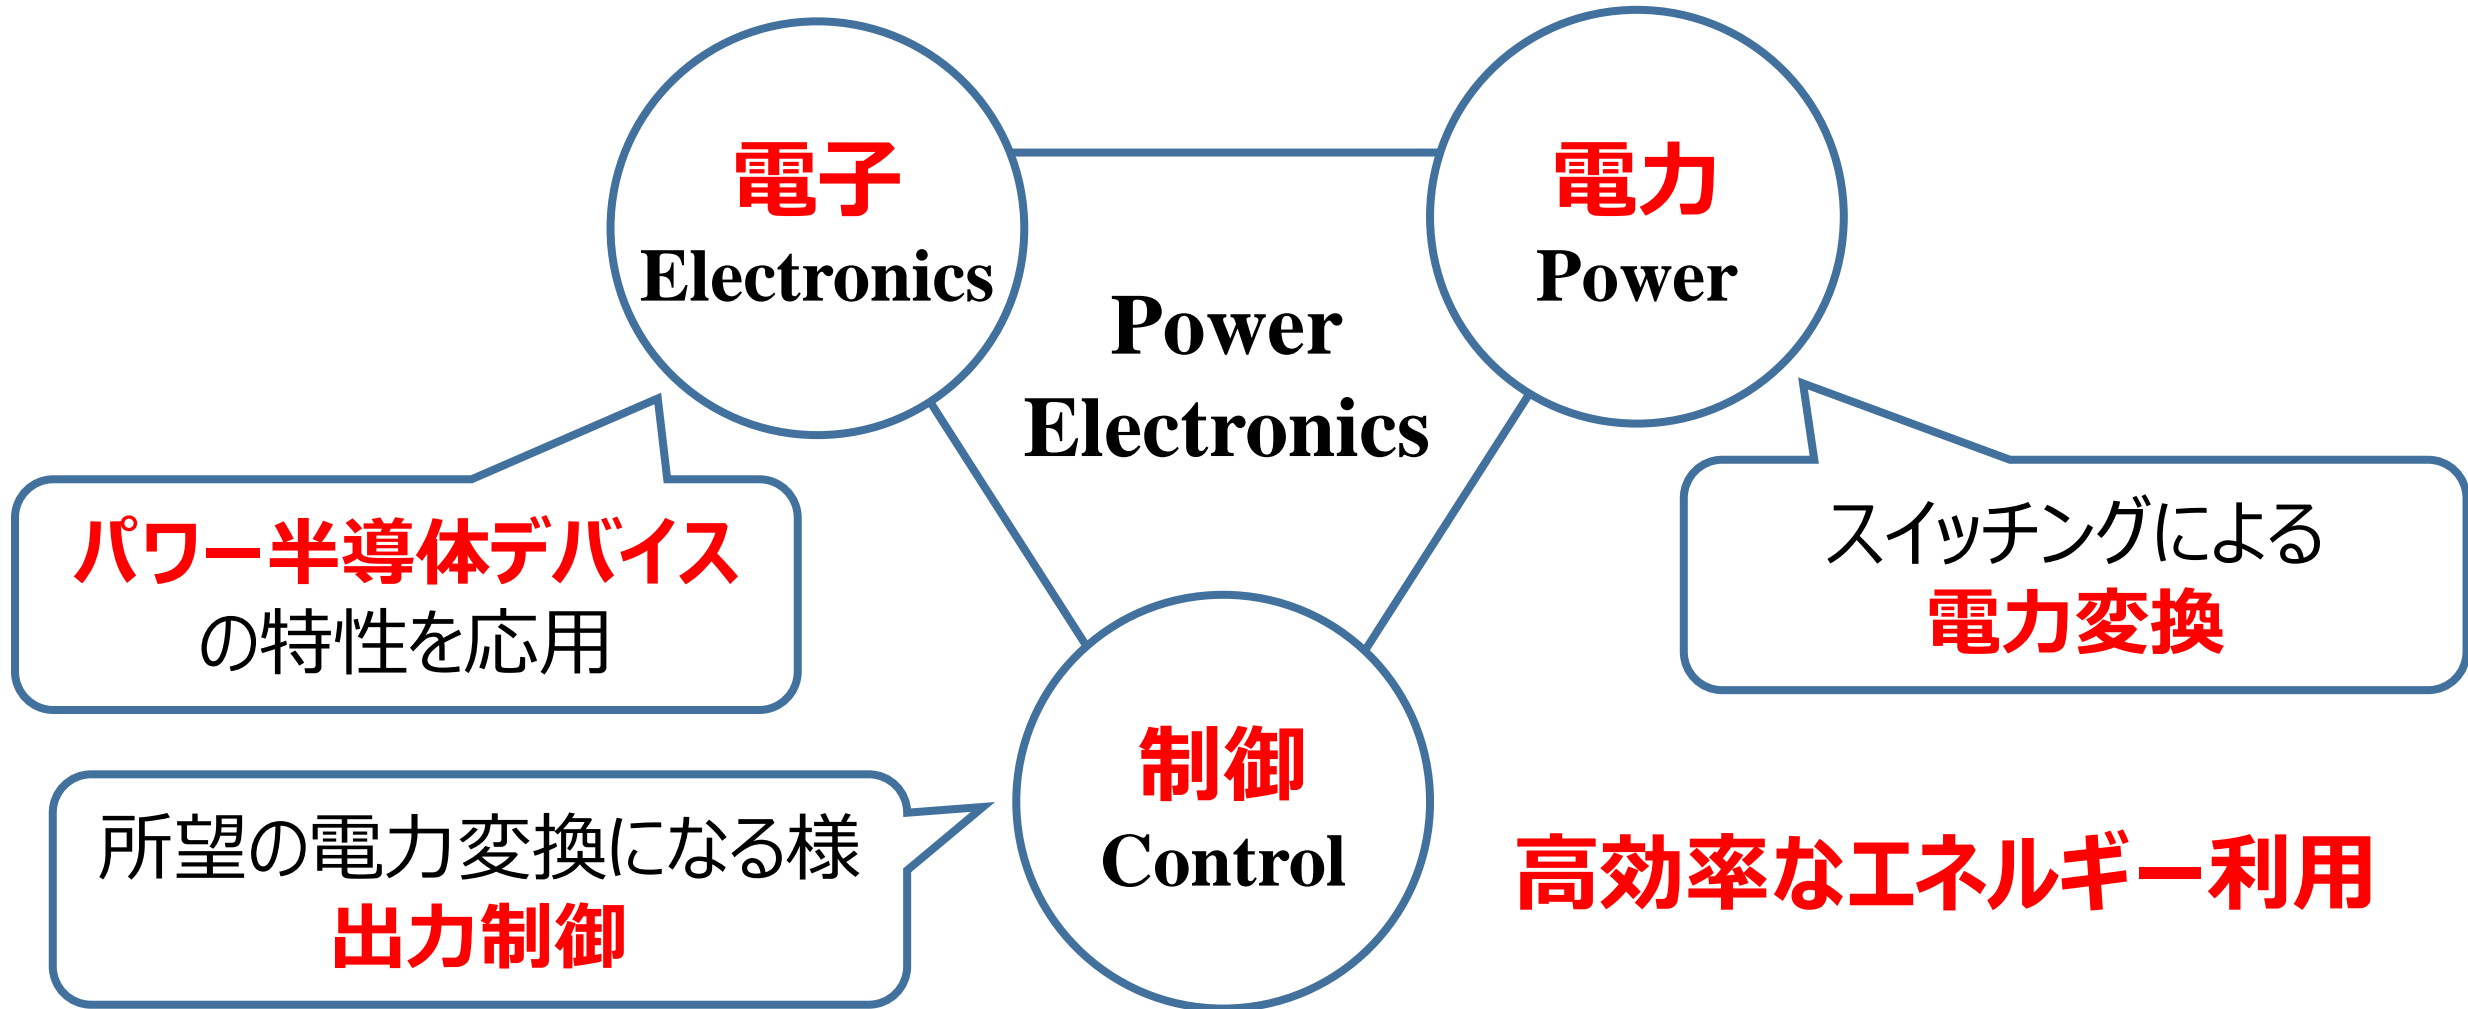 電子
Electronics
電力
Power
Power
Electronics
パワー半導体デバイス
の特性を応用
スイッチングによる
電力変換
制御
Control
所望の電力変換になる様
出力制御
高効率なエネルギー利用